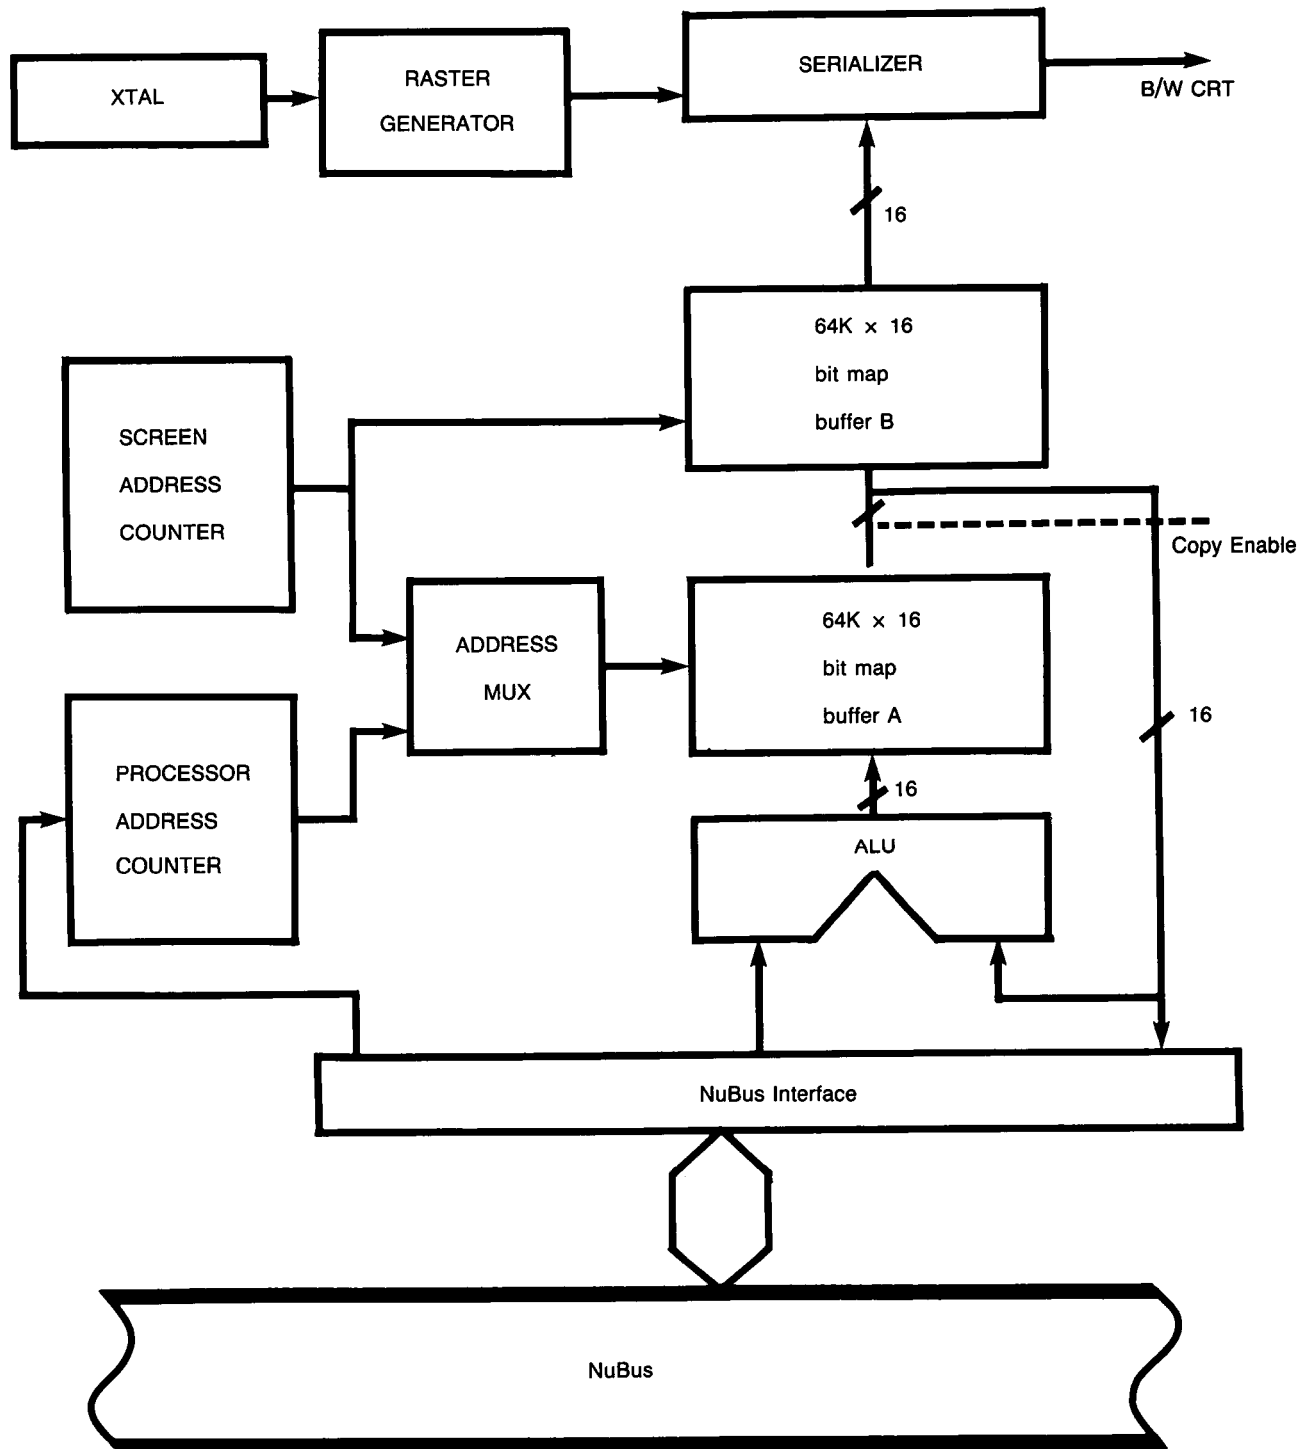 XTAL
RASTER
GENERATOR
SERIALIZER
B/W CRT
16
64K × 16
bit map
buffer B
SCREEN
ADDRESS
COUNTER
Copy Enable
ADDRESS
MUX
64K × 16
bit map
buffer A
16
PROCESSOR
ADDRESS
COUNTER
16
ALU
NuBus Interface
NuBus